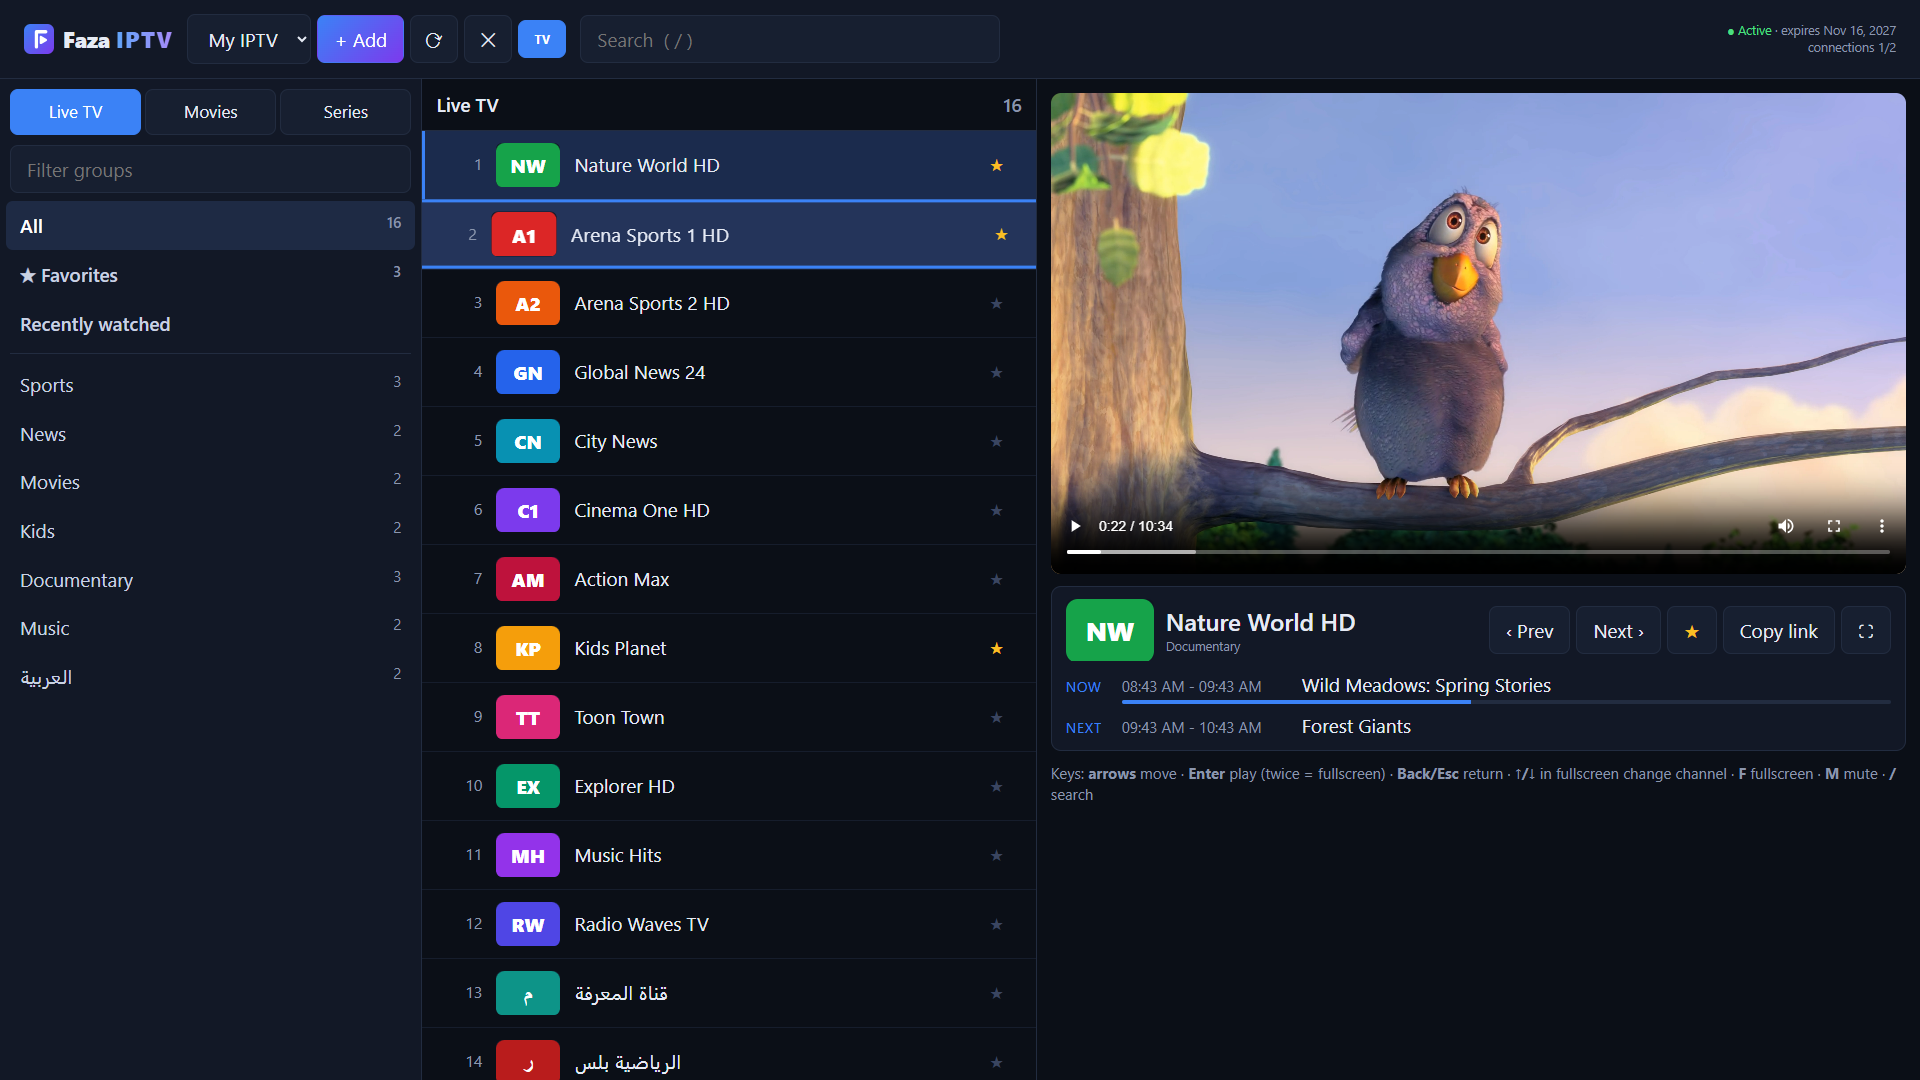 Faza IPTV
My IPTV
+ Add
TV
Search ( / )
● Active · expires Nov 16, 2027
connections 1/2
Live TV
Movies
Series
Filter groups
All 16
★ Favorites 3
Recently watched
Sports 3
News 2
Movies 2
Kids 2
Documentary 3
Music 2
العربية 2
Live TV 16
1 NW Nature World HD ★
2 A1 Arena Sports 1 HD ★
3 A2 Arena Sports 2 HD ★
4 GN Global News 24 ★
5 CN City News ★
6 C1 Cinema One HD ★
7 AM Action Max ★
8 KP Kids Planet ★
9 TT Toon Town ★
10 EX Explorer HD ★
11 MH Music Hits ★
12 RW Radio Waves TV ★
13 م قناة المعرفة ★
14 ر الرياضية بلس ★
0:22 / 10:34
NW
Nature World HD
Documentary
‹ Prev
Next ›
★
Copy link
NOW 08:43 AM - 09:43 AM Wild Meadows: Spring Stories
NEXT 09:43 AM - 10:43 AM Forest Giants
Keys: arrows move · Enter play (twice = fullscreen) · Back/Esc return · ↑/↓ in fullscreen change channel · F fullscreen · M mute · /
search